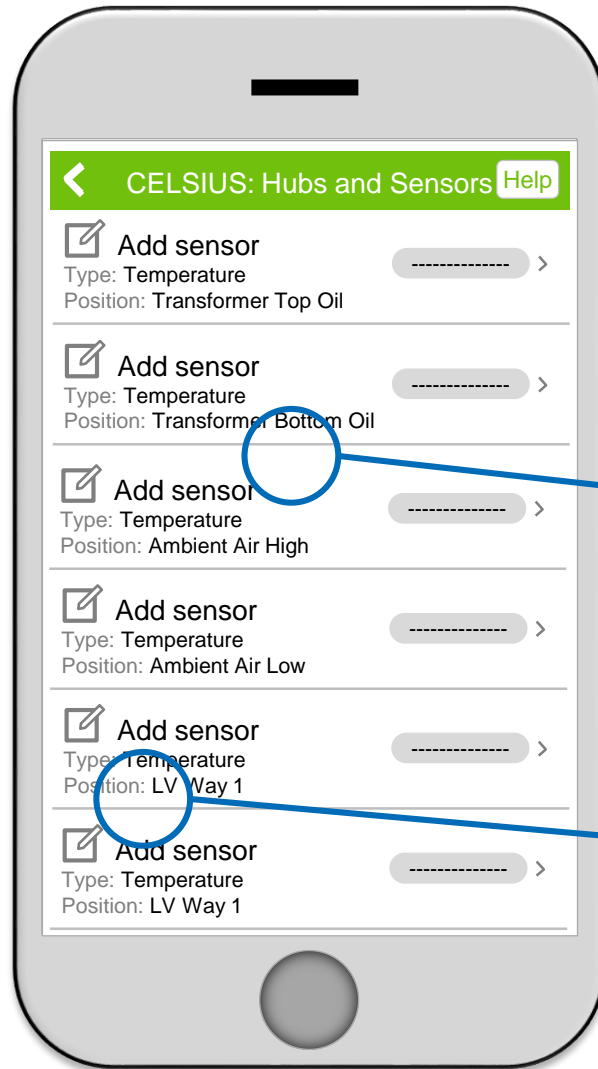 CELSIUS: Hubs and Sensors Help
Add sensor
Type: Temperature
Position: Transformer Top Oil
--------------
Add sensor
Type: Temperature
Position: Transformer Bottom Oil
--------------
Add sensor
Type: Temperature
Position: Ambient Air High
--------------
Add sensor
Type: Temperature
Position: Ambient Air Low
--------------
Add sensor
Type: Temperature
Position: LV Way 1
--------------
Add sensor
Type: Temperature
Position: LV Way 1
--------------